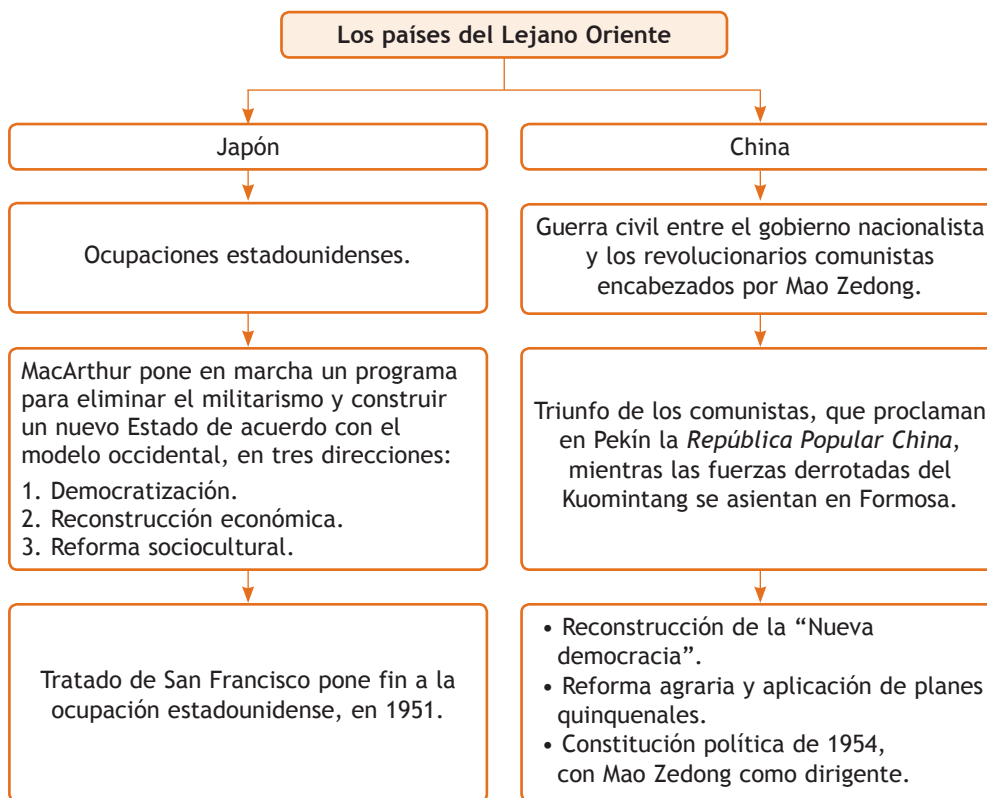 Los países del Lejano Oriente
Japón
Ocupaciones estadounidenses.
MacArthur pone en marcha un programa
para eliminar el militarismo y construir
un nuevo Estado de acuerdo con el
modelo occidental, en tres direcciones:
1. Democratización.
2. Reconstrucción económica.
3. Reforma sociocultural.
Tratado de San Francisco pone fin a la
ocupación estadounidense, en 1951.
China
Guerra civil entre el gobierno nacionalista
y los revolucionarios comunistas
encabezados por Mao Zedong.
Triunfo de los comunistas, que proclaman
en Pekín la República Popular China,
mientras las fuerzas derrotadas del
Kuomintang se asientan en Formosa.
• Reconstrucción de la “Nueva
democracia”.
• Reforma agraria y aplicación de planes
quinquenales.
• Constitución política de 1954,
con Mao Zedong como dirigente.